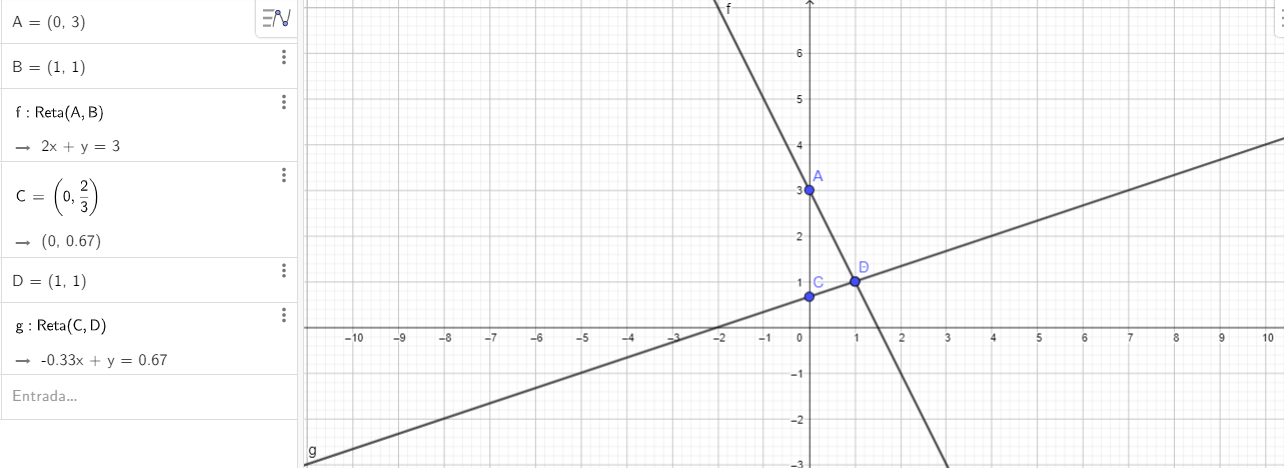 A = (0, 3)
B = (1, 1)
f : Reta(A, B)
→ 2x + y = 3
C = (0, 2/3)
→ (0, 0.67)
D = (1, 1)
g : Reta(C, D)
→ -0.33x + y = 0.67
Entrada...
f
6
5
4
A
3
2
D
1
C
−10 −9 −8 −7 −6 −5 −4 −3 −2 −1 0 1 2 3 4 5 6 7 8 9 10
−1
−2
g
−3